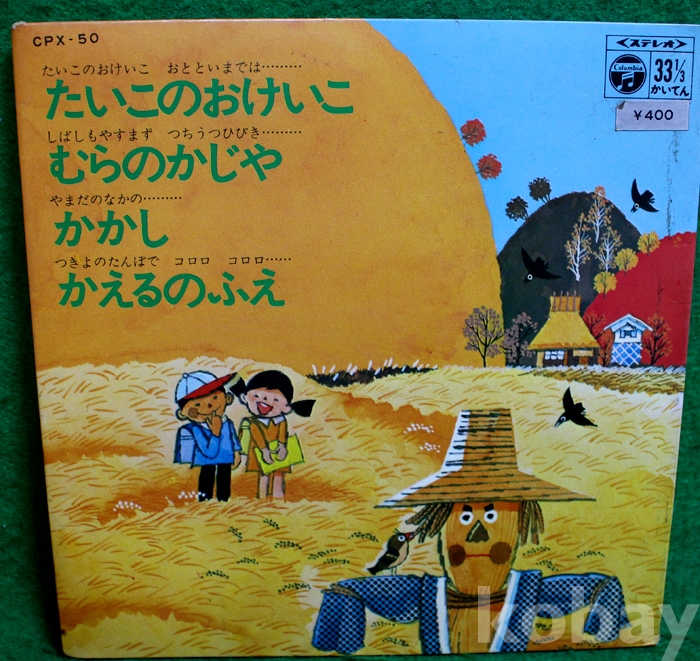 CPX-50
たいこのおけいこ おとといまでは………
たいこのおけいこ
しばしもやすまず つちうつひびき………
むらのかじや
やまだのなかの………
かかし
つきよのたんぼで コロロ コロロ……
かえるのふえ
<ステレオ>
Columbia
33 1/3
かいてん
¥400
kobay